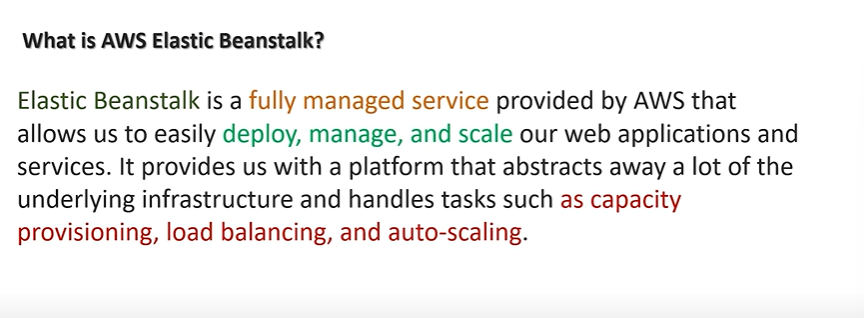 What is AWS Elastic Beanstalk?
Elastic Beanstalk is a fully managed service provided by AWS that
allows us to easily deploy, manage, and scale our web applications and
services. It provides us with a platform that abstracts away a lot of the
underlying infrastructure and handles tasks such as capacity
provisioning, load balancing, and auto-scaling.